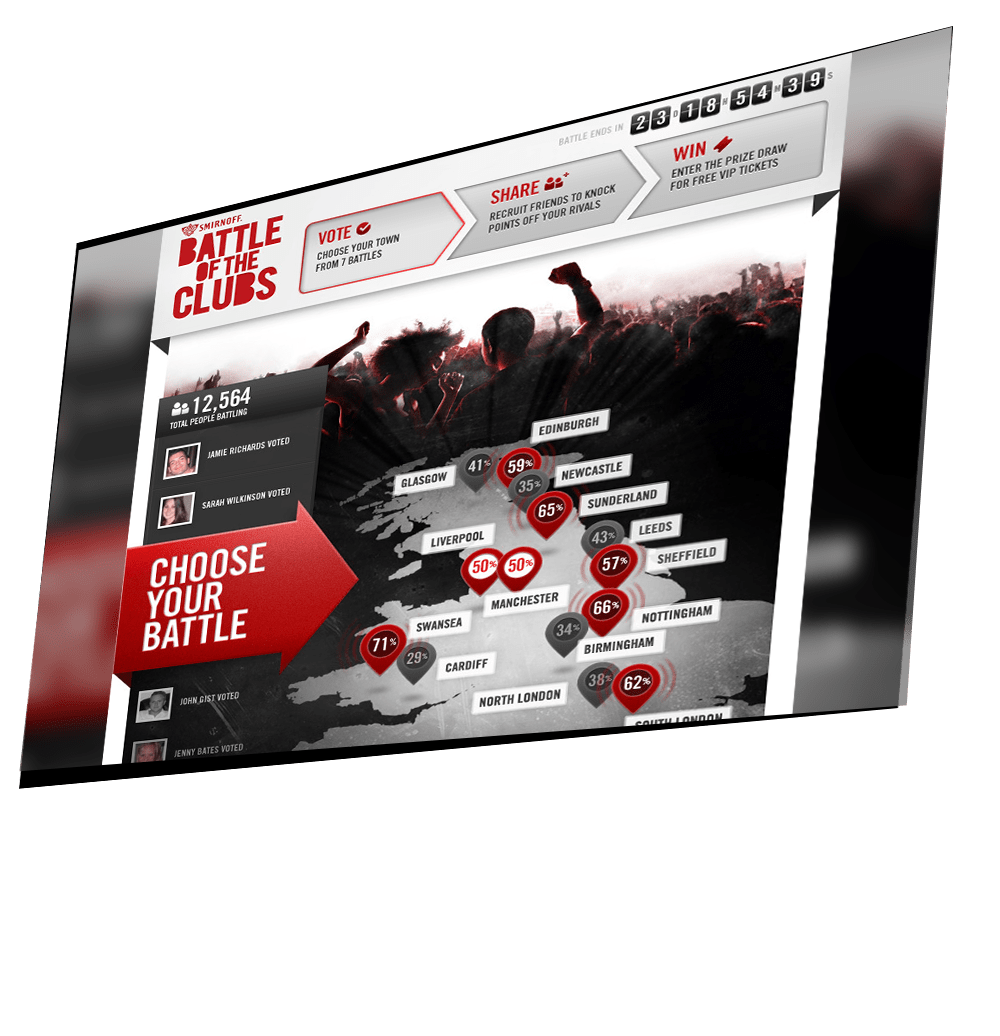 BATTLE ENDS IN 23 D 18 H 54 M 39 S
SMIRNOFF.
BATTLE
OF THE
CLUBS
VOTE
CHOOSE YOUR TOWN
FROM 7 BATTLES
SHARE
RECRUIT FRIENDS TO KNOCK
POINTS OFF YOUR RIVALS
WIN
ENTER THE PRIZE DRAW
FOR FREE VIP TICKETS
12,564
TOTAL PEOPLE BATTLING
JAMIE RICHARDS VOTED
SARAH WILKINSON VOTED
CHOOSE
YOUR
BATTLE
JOHN GIST VOTED
JENNY BATES VOTED
EDINBURGH
GLASGOW
41%
59%
NEWCASTLE
35%
65%
SUNDERLAND
LIVERPOOL
50%
50%
MANCHESTER
LEEDS
43%
57%
SHEFFIELD
66%
NOTTINGHAM
34%
BIRMINGHAM
SWANSEA
71%
29%
CARDIFF
NORTH LONDON
38%
62%
SOUTH LONDON